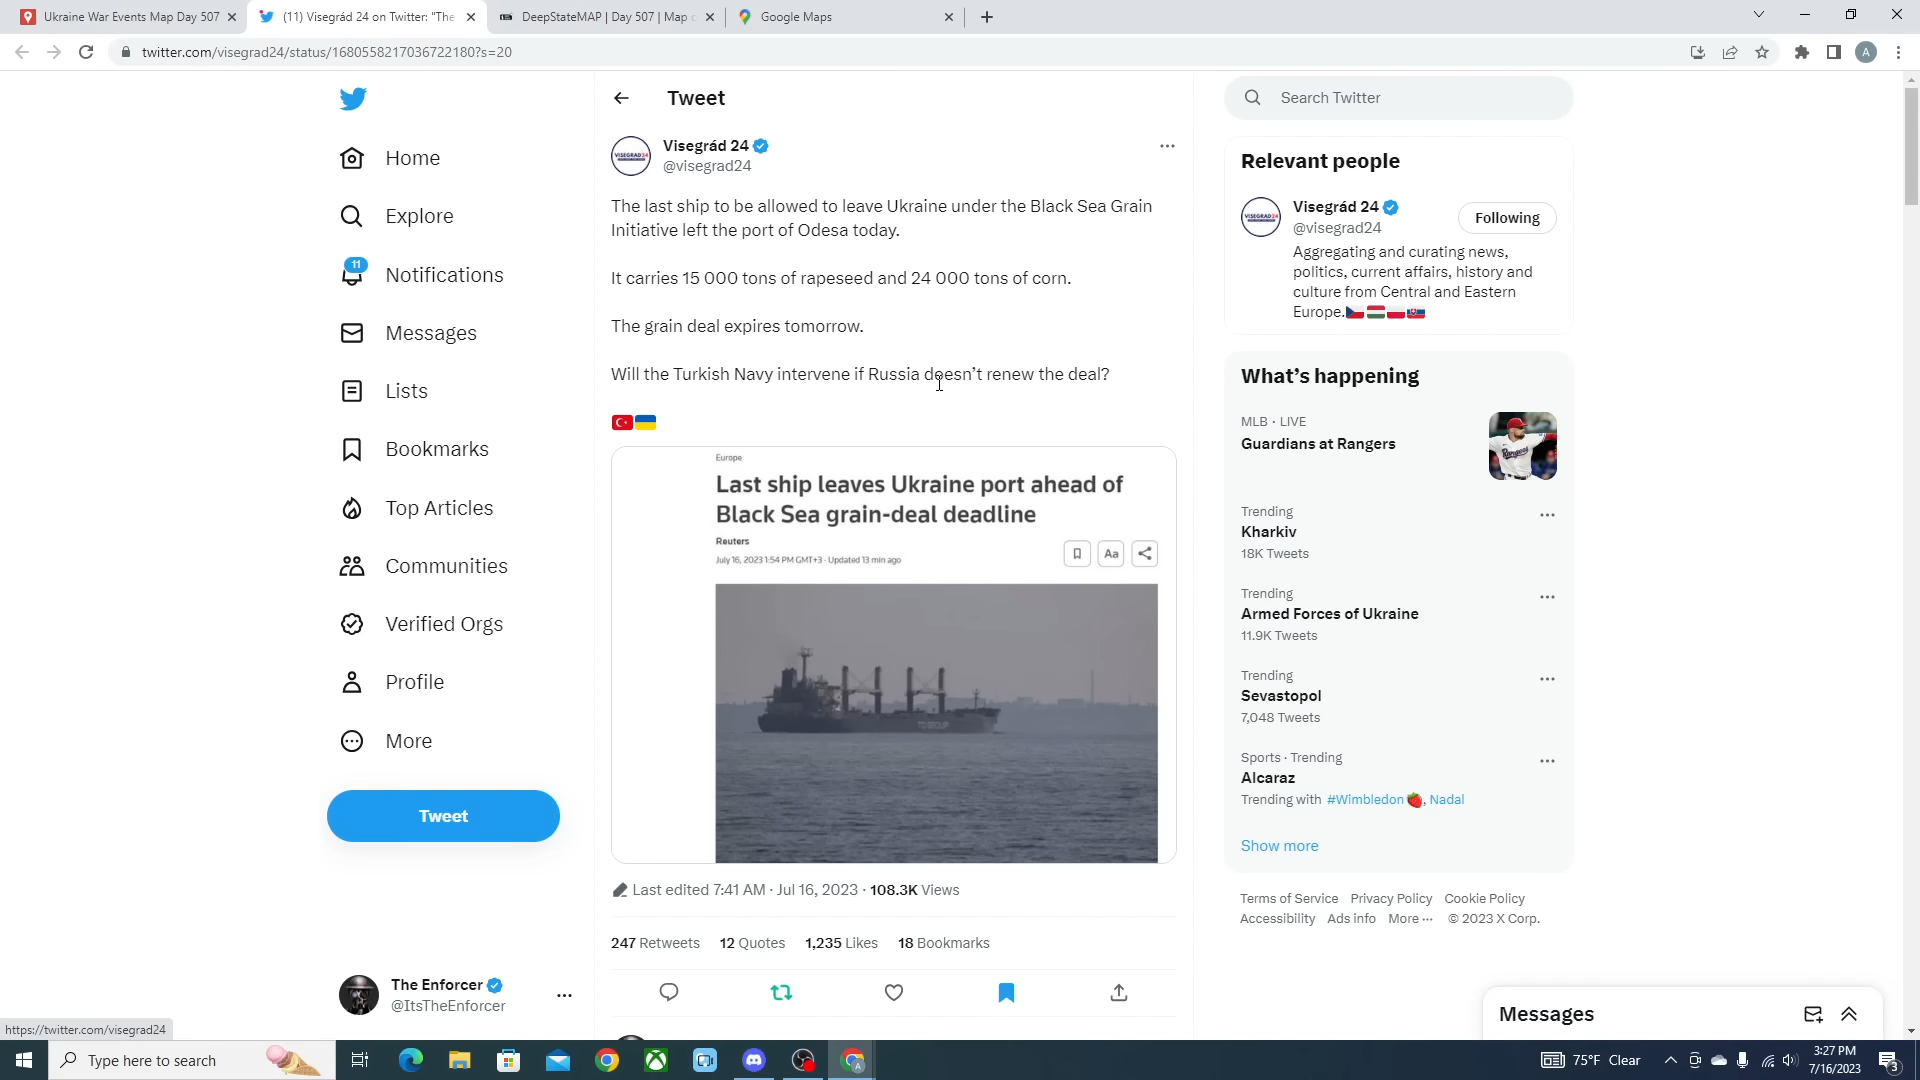 Ukraine War Events Map Day 507
(11) Visegrád 24 on Twitter: "The
DeepStateMAP | Day 507 | Map
Google Maps
twitter.com/visegrad24/status/1680558217036722180?s=20
A
Tweet
Search Twitter
Home
Explore
11
Notifications
Messages
Lists
Bookmarks
Top Articles
Communities
Verified Orgs
Profile
More
Tweet
The Enforcer
@ItsTheEnforcer
https://twitter.com/visegrad24
VISEGRAD24
Visegrád 24
@visegrad24
The last ship to be allowed to leave Ukraine under the Black Sea Grain
Initiative left the port of Odesa today.
It carries 15 000 tons of rapeseed and 24 000 tons of corn.
The grain deal expires tomorrow.
Will the Turkish Navy intervene if Russia doesn’t renew the deal?
Europe
Last ship leaves Ukraine port ahead of
Black Sea grain-deal deadline
Reuters
July 16, 2023 1:54 PM GMT+3 · Updated 13 min ago
Aa
Last edited 7:41 AM · Jul 16, 2023 · 108.3K Views
247 Retweets 12 Quotes 1,235 Likes 18 Bookmarks
Relevant people
VISEGRAD24
Visegrád 24
@visegrad24
Following
Aggregating and curating news,
politics, current affairs, history and
culture from Central and Eastern
Europe.
What’s happening
MLB · LIVE
Guardians at Rangers
Rangers
Trending
Kharkiv
18K Tweets
Trending
Armed Forces of Ukraine
11.9K Tweets
Trending
Sevastopol
7,048 Tweets
Sports · Trending
Alcaraz
Trending with #Wimbledon, Nadal
Show more
Terms of Service Privacy Policy Cookie Policy
Accessibility Ads info More ··· © 2023 X Corp.
Messages
Type here to search
75°F Clear
3:27 PM
7/16/2023
3